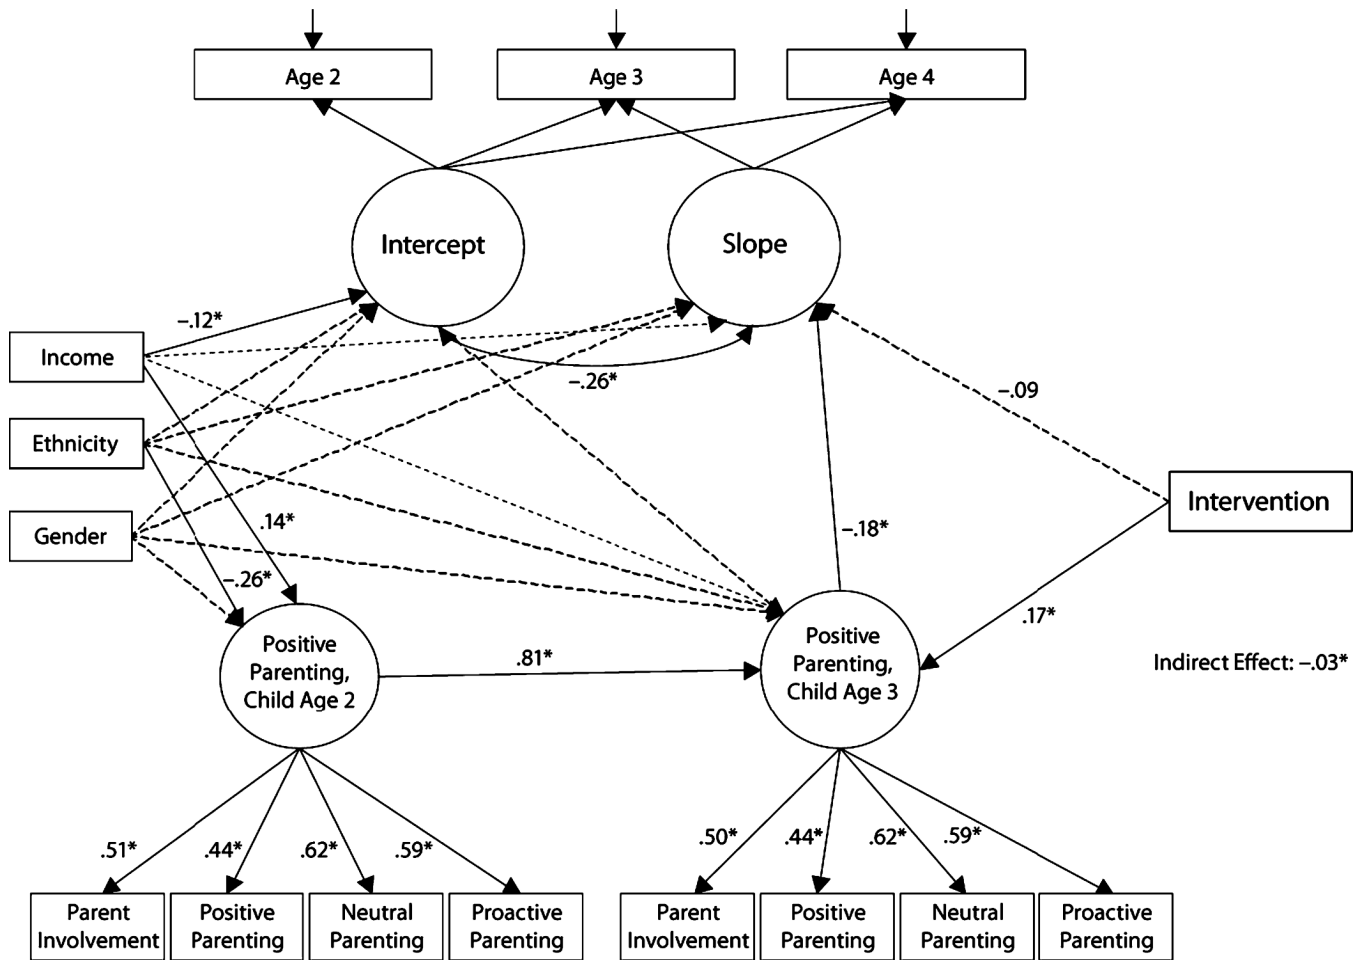 Age 2
Age 3
Age 4
Intercept
Slope
–.12*
Income
–.26*
–.09
Ethnicity
Intervention
Gender
.14*
–.18*
–.26*
.17*
Positive
Parenting,
Child Age 2
.81*
Positive
Parenting,
Child Age 3
Indirect Effect: –.03*
.51*
.44*
.62*
.59*
.50*
.44*
.62*
.59*
Parent
Involvement
Positive
Parenting
Neutral
Parenting
Proactive
Parenting
Parent
Involvement
Positive
Parenting
Neutral
Parenting
Proactive
Parenting